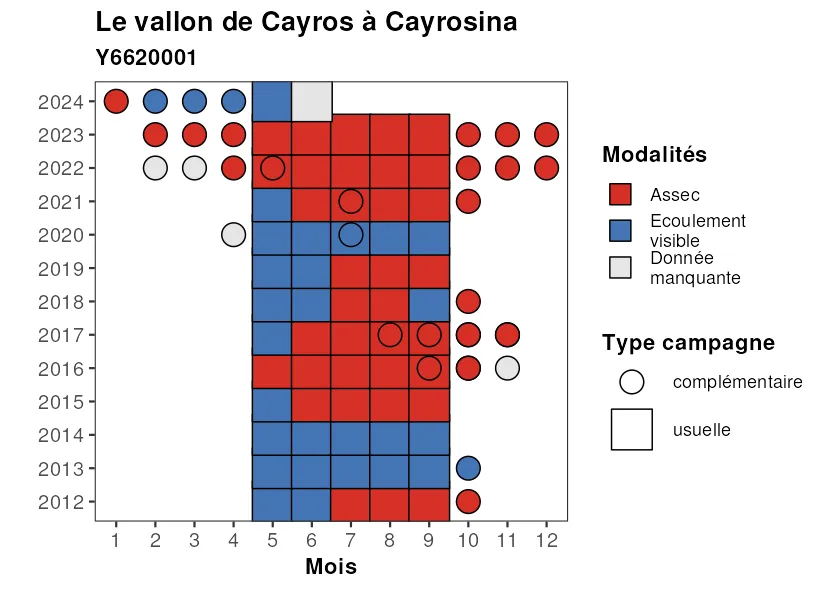 Le vallon de Cayros à Cayrosina
Y6620001
2024
2023
2022
2021
2020
2019
2018
2017
2016
2015
2014
2013
2012
1 2 3 4 5 6 7 8 9 10 11 12
Mois
Modalités
Assec
Ecoulement
visible
Donnée
manquante
Type campagne
complémentaire
usuelle